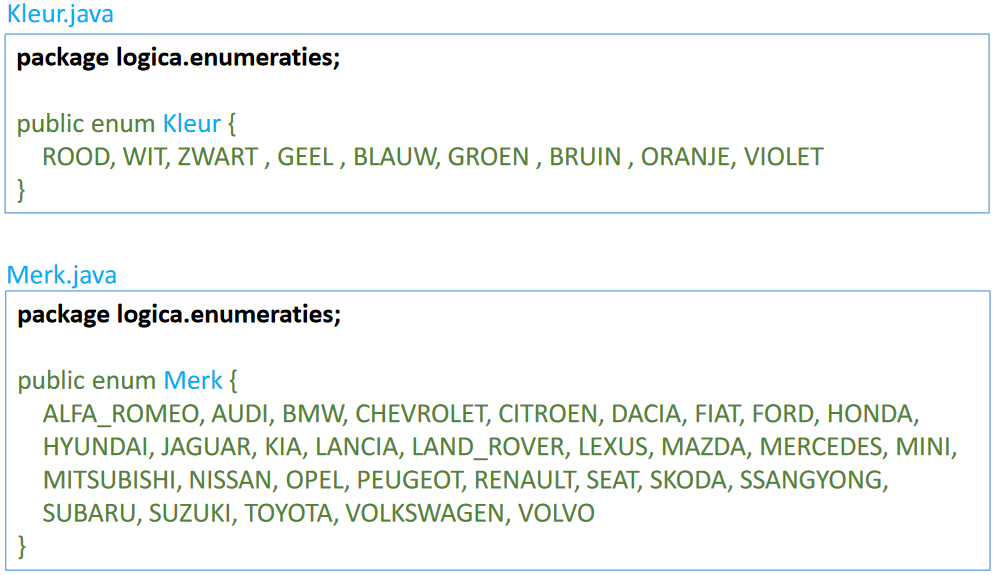 Kleur.java
package logica.enumeraties;
public enum Kleur {
ROOD, WIT, ZWART , GEEL , BLAUW, GROEN , BRUIN , ORANJE, VIOLET
}
Merk.java
package logica.enumeraties;
public enum Merk {
ALFA_ROMEO, AUDI, BMW, CHEVROLET, CITROEN, DACIA, FIAT, FORD, HONDA,
HYUNDAI, JAGUAR, KIA, LANCIA, LAND_ROVER, LEXUS, MAZDA, MERCEDES, MINI,
MITSUBISHI, NISSAN, OPEL, PEUGEOT, RENAULT, SEAT, SKODA, SSANGYONG,
SUBARU, SUZUKI, TOYOTA, VOLKSWAGEN, VOLVO
}